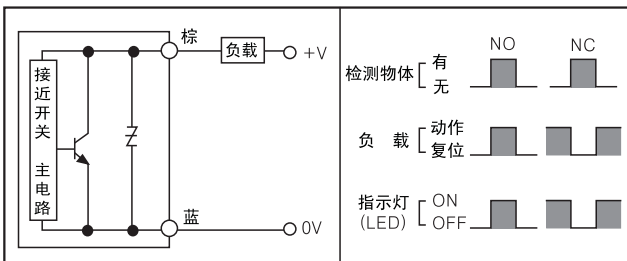 棕
负载
+V
接近开关 主电路
蓝
0V
NO NC
检测物体 有 无
负 载 动作 复位
指示灯 (LED) ON OFF